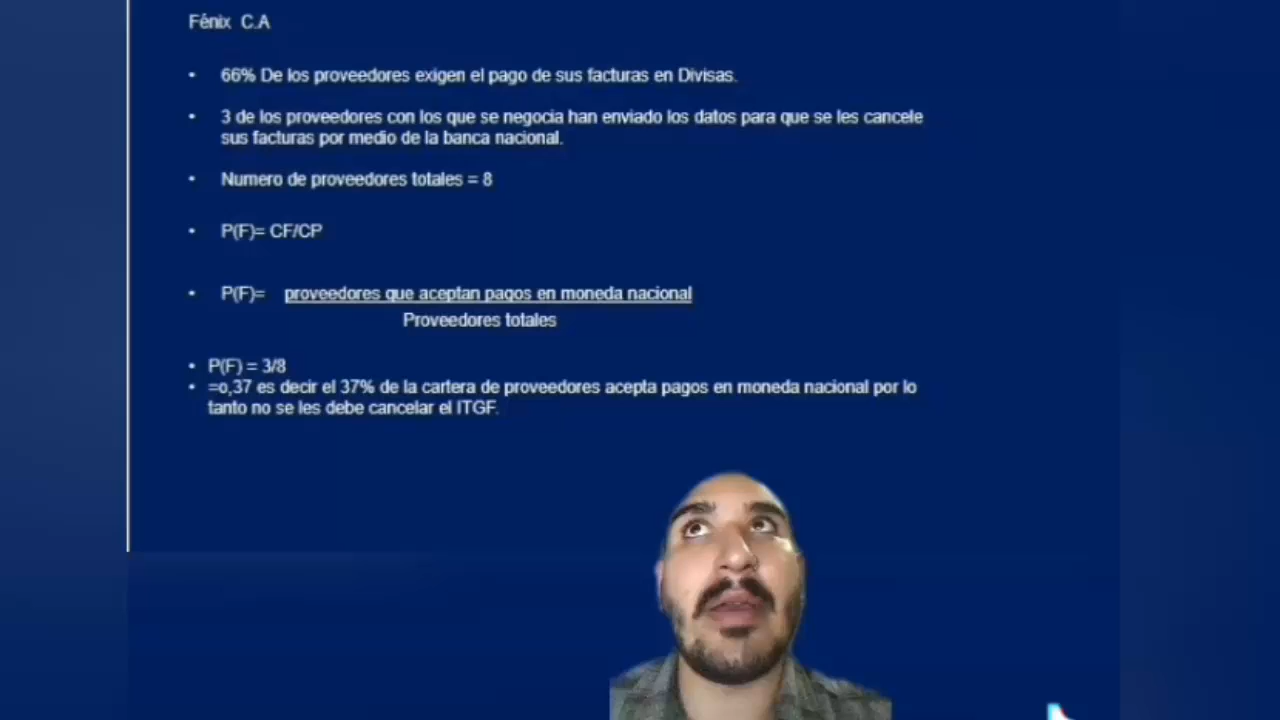 Fénix C.A
• 66% De los proveedores exigen el pago de sus facturas en Divisas.
• 3 de los proveedores con los que se negocia han enviado los datos para que se les cancele
sus facturas por medio de la banca nacional.
• Numero de proveedores totales = 8
• P(F)= CF/CP
• P(F)= proveedores que aceptan pagos en moneda nacional
Proveedores totales
• P(F) = 3/8
• =o,37 es decir el 37% de la cartera de proveedores acepta pagos en moneda nacional por lo
tanto no se les debe cancelar el ITGF.